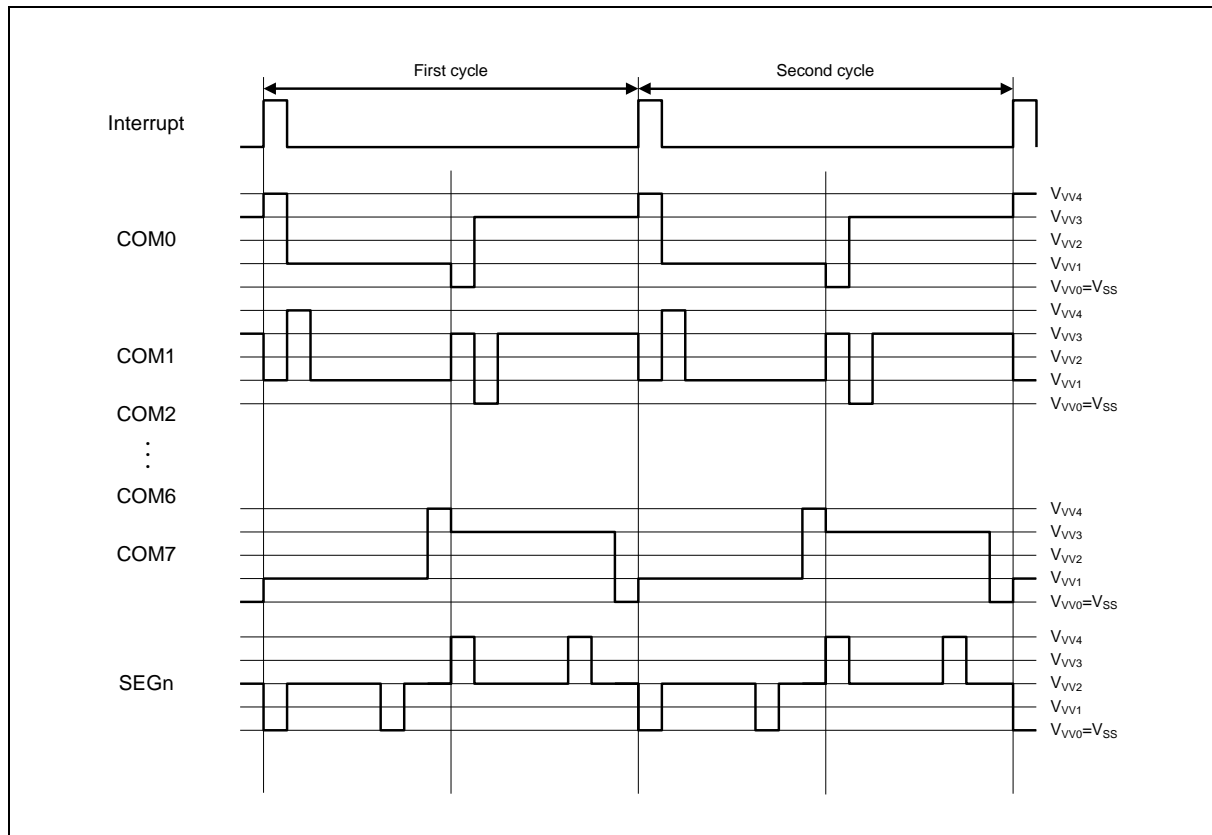 First cycle
Second cycle
Interrupt
COM0
VVV4
VVV3
VVV2
VVV1
VVV0=VSS
COM1
VVV4
VVV3
VVV2
VVV1
VVV0=VSS
COM2
⋮
COM6
COM7
VVV4
VVV3
VVV2
VVV1
VVV0=VSS
SEGn
VVV4
VVV3
VVV2
VVV1
VVV0=VSS